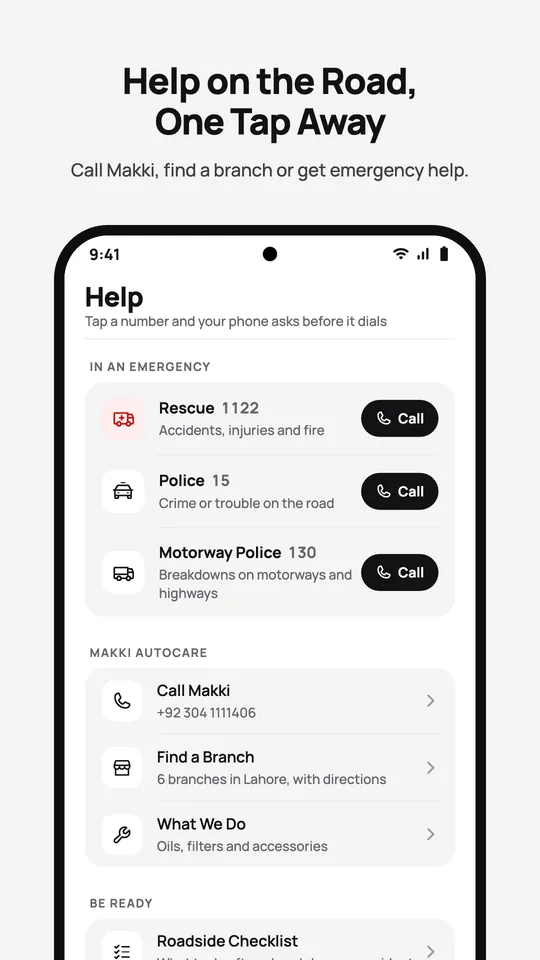 Help on the Road,
One Tap Away
Call Makki, find a branch or get emergency help.
9:41
Help
Tap a number and your phone asks before it dials
IN AN EMERGENCY
Rescue 1122
Accidents, injuries and fire
Call
Police 15
Crime or trouble on the road
Call
Motorway Police 130
Breakdowns on motorways and
highways
Call
MAKKI AUTOCARE
Call Makki
+92 304 1111406
Find a Branch
6 branches in Lahore, with directions
What We Do
Oils, filters and accessories
BE READY
Roadside Checklist